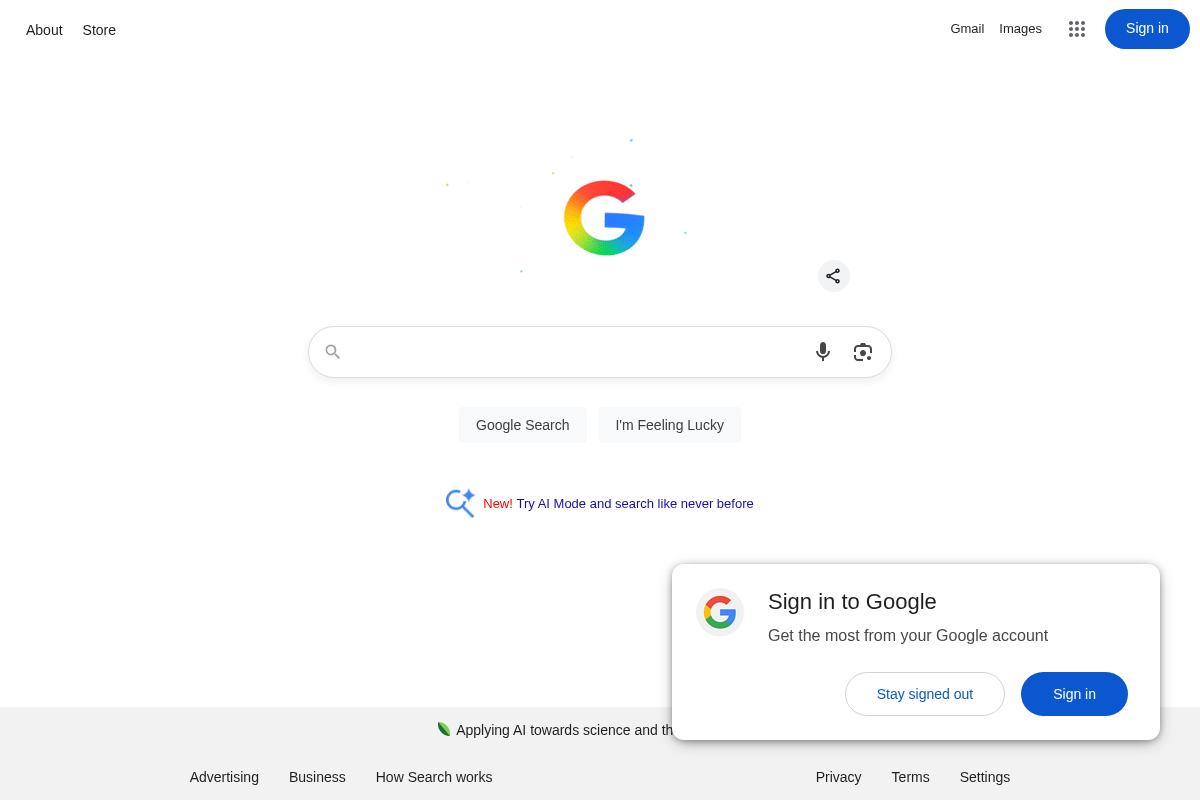 About Store
Gmail Images Sign in
Google Search I'm Feeling Lucky
New! Try AI Mode and search like never before
Sign in to Google
Get the most from your Google account
Stay signed out Sign in
Applying AI towards science and
Advertising Business How Search works
Privacy Terms Settings